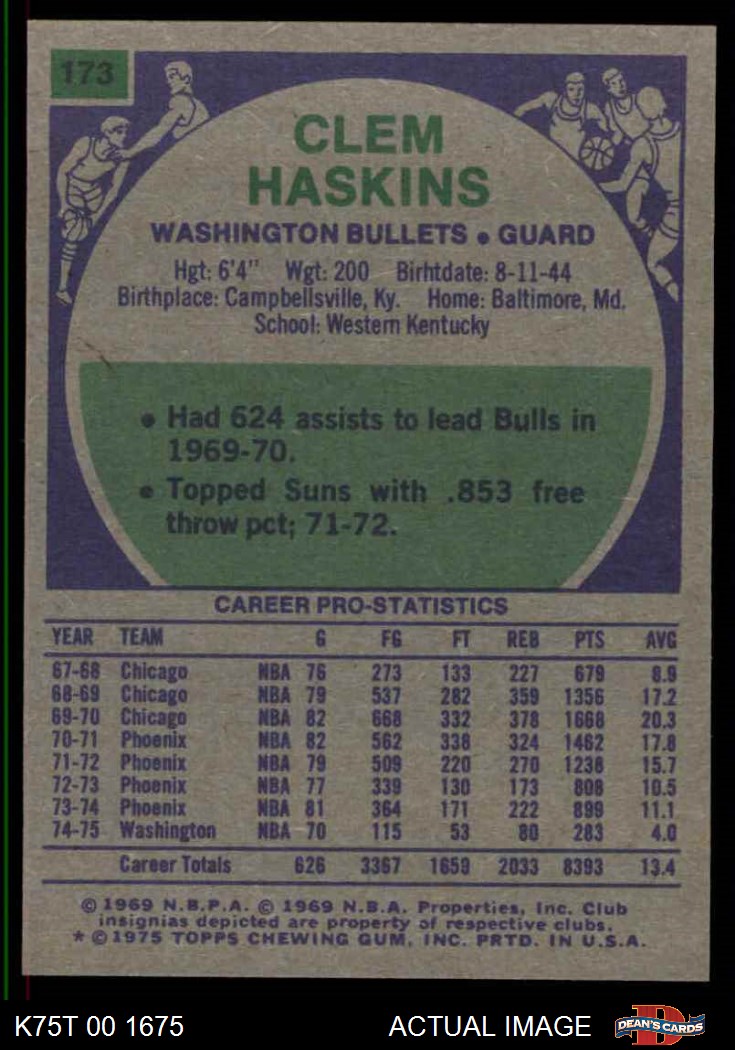 173
CLEM
HASKINS
WASHINGTON BULLETS • GUARD
Hgt: 6'4" Wgt: 200 Birhtdate: 8-11-44
Birthplace: Campbellsville, Ky. Home: Baltimore, Md.
School: Western Kentucky
• Had 624 assists to lead Bulls in
1969-70.
• Topped Suns with .853 free
throw pct; 71-72.
CAREER PRO-STATISTICS
YEAR TEAM G FG FT REB PTS AVG
67-68 Chicago NBA 76 273 133 227 679 8.9
68-69 Chicago NBA 79 537 282 359 1356 17.2
69-70 Chicago NBA 82 668 332 378 1668 20.3
70-71 Phoenix NBA 82 562 338 324 1462 17.8
71-72 Phoenix NBA 79 509 220 270 1238 15.7
72-73 Phoenix NBA 77 339 130 173 808 10.5
73-74 Phoenix NBA 81 364 171 222 899 11.1
74-75 Washington NBA 70 115 53 80 283 4.0
Career Totals 626 3367 1659 2033 8393 13.4
© 1969 N.B.P.A. © 1969 N.B.A. Properties, Inc. Club
insignias depicted are property of respective clubs.
* © 1975 TOPPS CHEWING GUM, INC. PRTD. IN U.S.A.
K75T 00 1675 ACTUAL IMAGE
D
DEAN'S CARDS